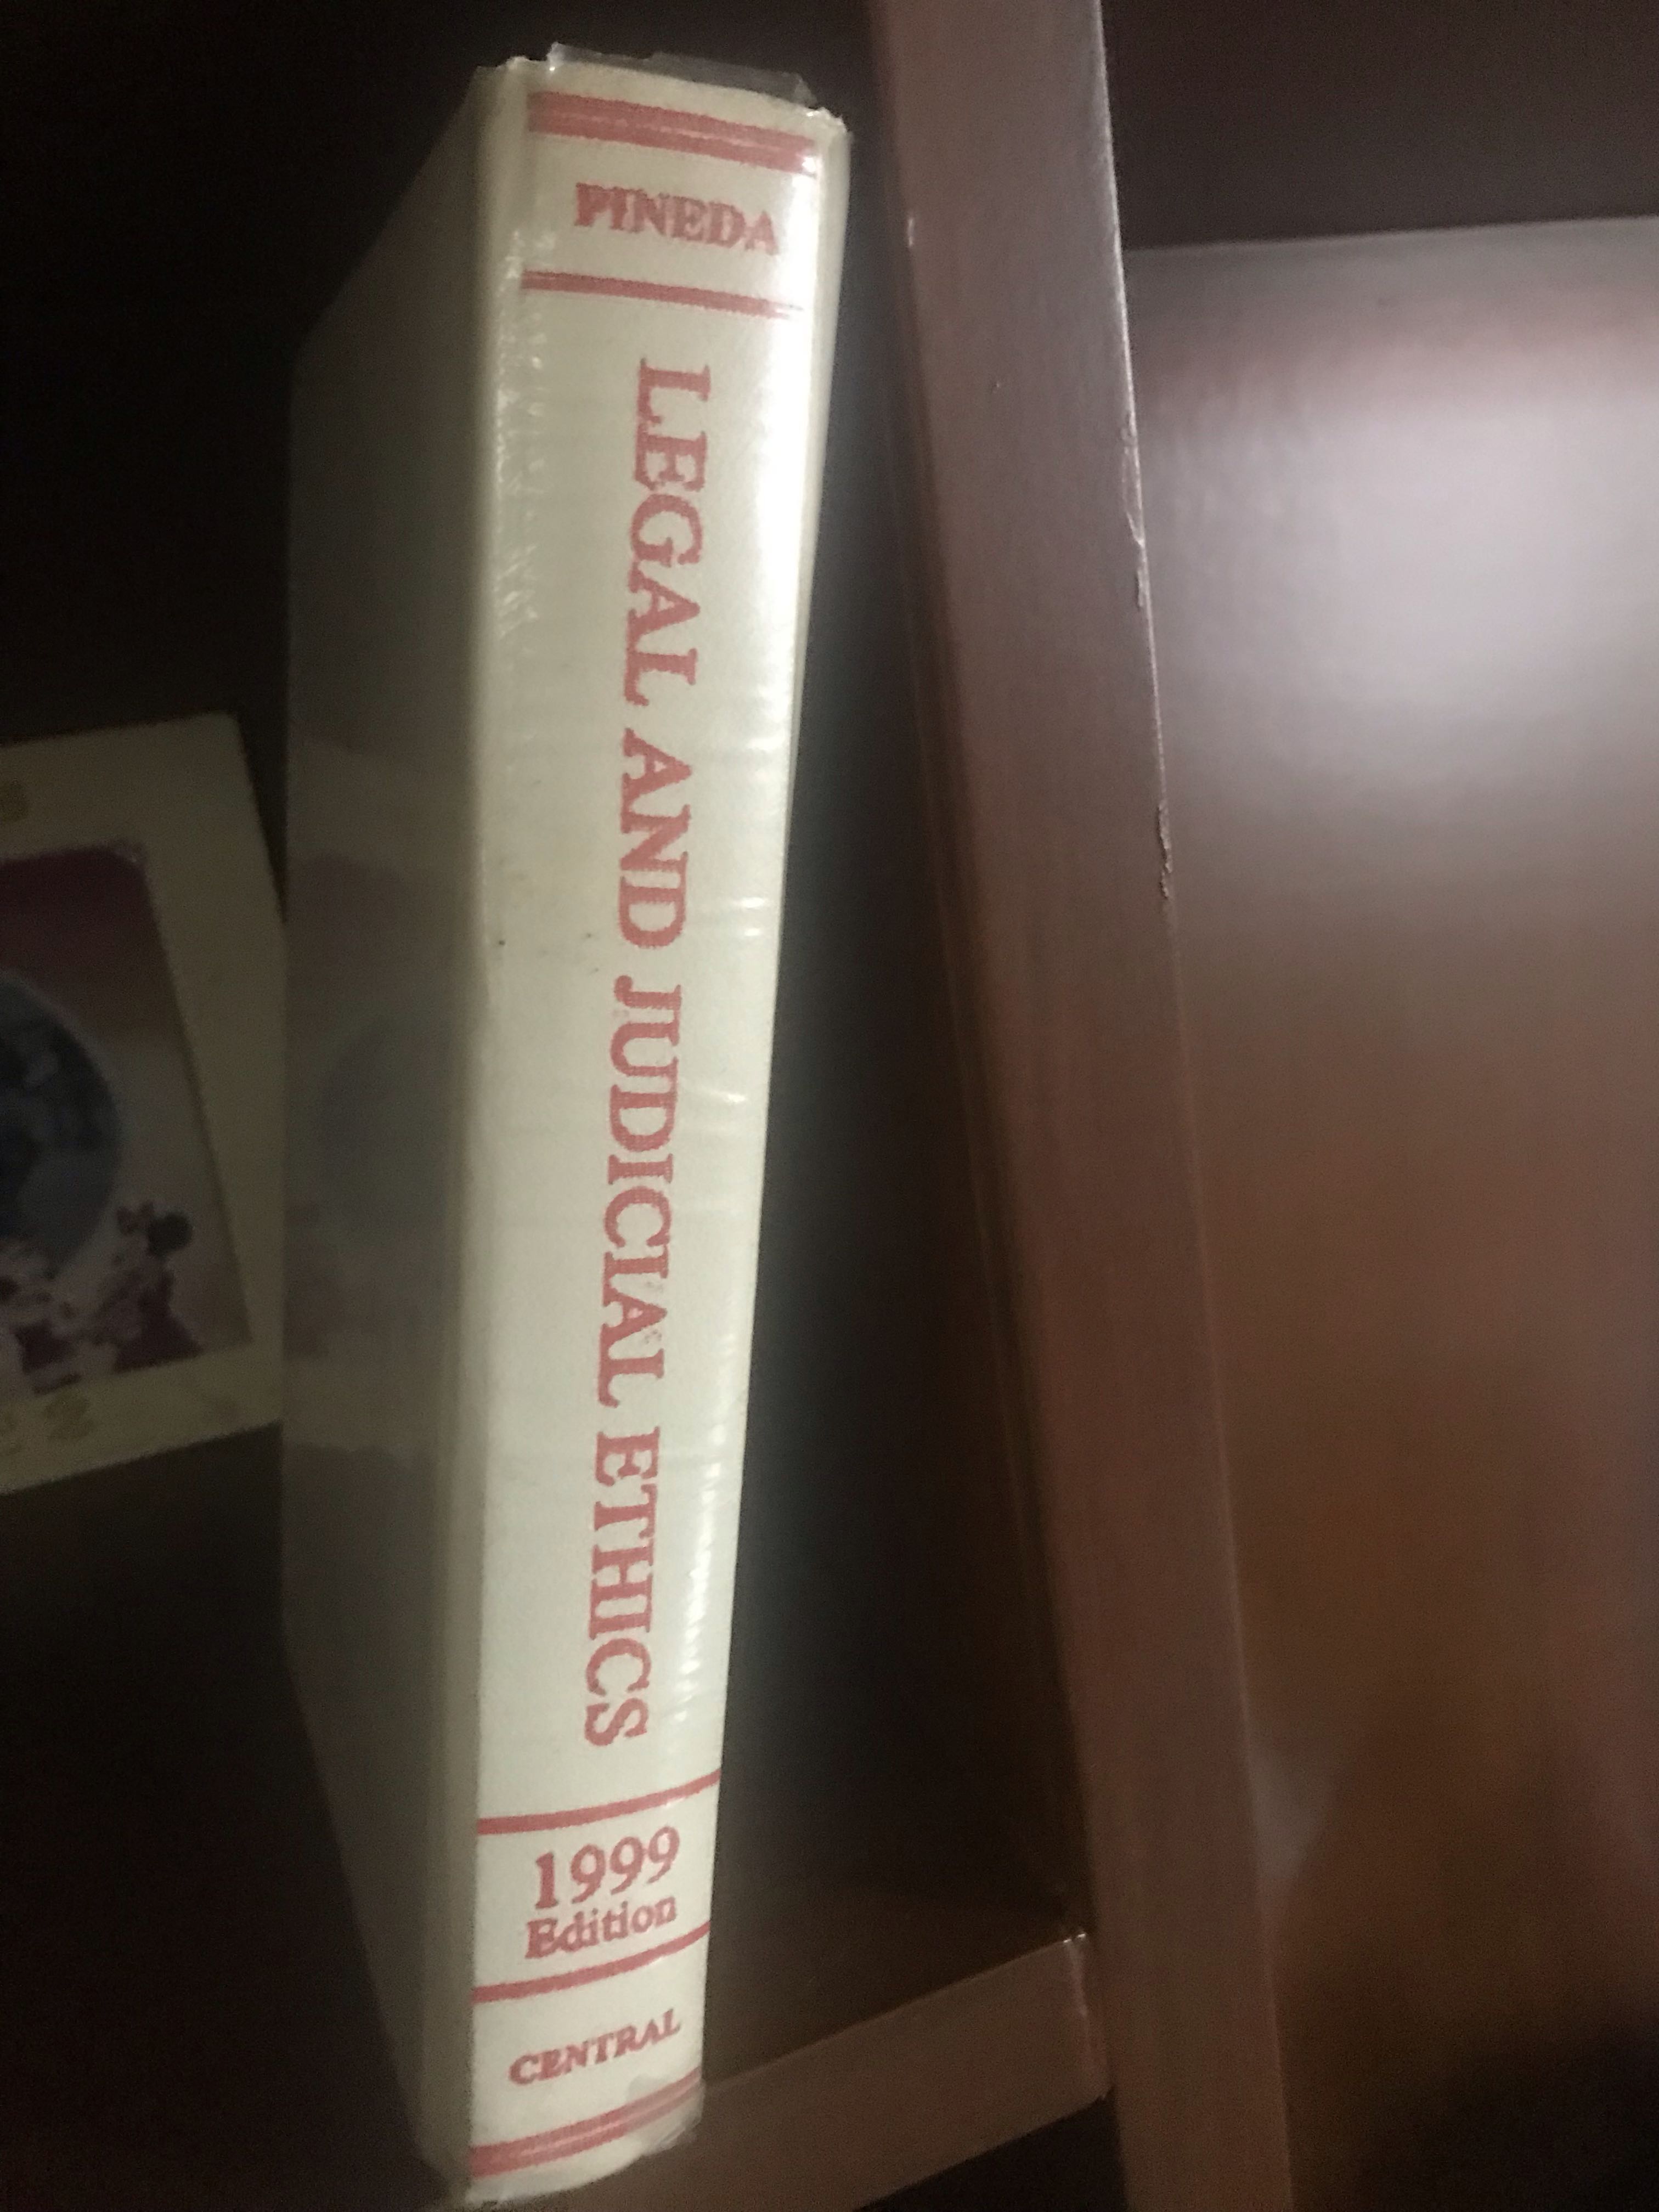 PINEDA
LEGAL AND JUDICIAL ETHICS
1999
Edition
CENTRAL